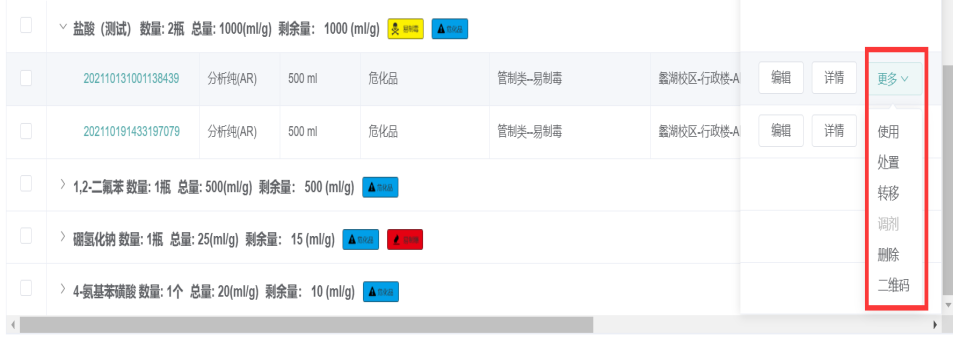 盐酸（测试） 数量: 2瓶 总量: 1000(ml/g) 剩余量： 1000 (ml/g) 易制毒 危化品
202110131001138439 分析纯(AR) 500 ml 危化品 管制类--易制毒 蠡湖校区-行政楼-A 编辑 详情 更多
202110191433197079 分析纯(AR) 500 ml 危化品 管制类--易制毒 蠡湖校区-行政楼-A 编辑 详情 使用
处置
1,2-二氟苯 数量: 1瓶 总量: 500(ml/g) 剩余量： 500 (ml/g) 危化品
转移
调剂
硼氢化钠 数量: 1瓶 总量: 25(ml/g) 剩余量： 15 (ml/g) 危化品
删除
4-氨基苯磺酸 数量: 1个 总量: 20(ml/g) 剩余量： 10 (ml/g) 危化品
二维码